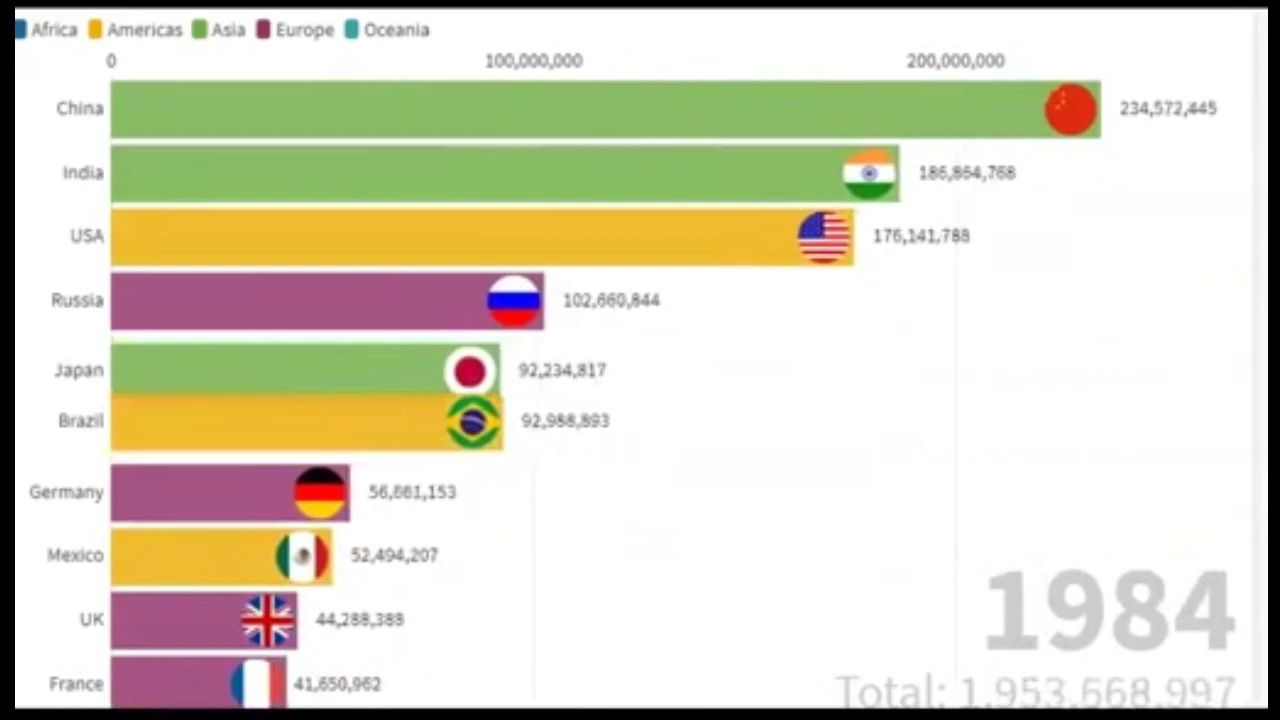 Africa Americas Asia Europe Oceania
0 100,000,000 200,000,000
China 234,572,445
India 186,864,768
USA 176,141,788
Russia 102,660,844
Japan 92,234,817
Brazil 92,988,893
Germany 56,661,153
Mexico 52,494,207
UK 44,288,388
France 41,650,962
1984
Total: 1,953,668,997